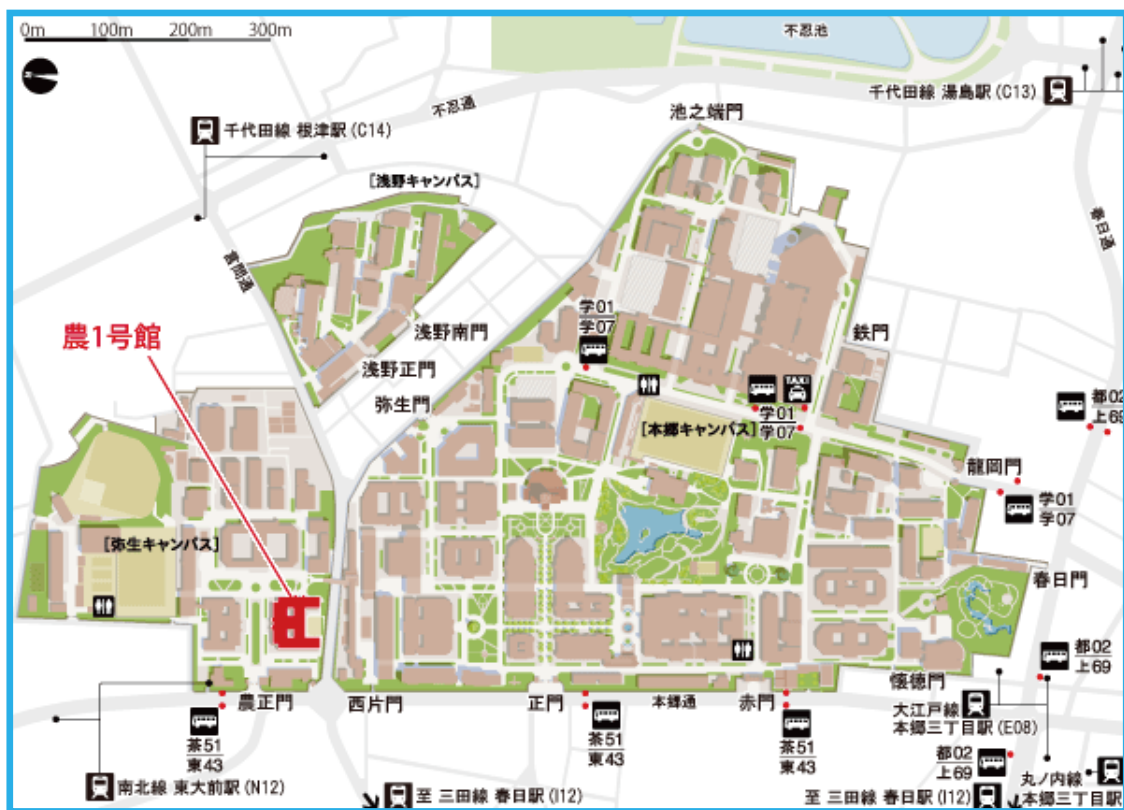 0m 100m 200m 300m
不忍池
千代田線 湯島駅 (C13)
不忍通
池之端門
千代田線 根津駅 (C14)
[浅野キャンパス]
春日通
言問通
学01
学07
農1号館
浅野南門
鉄門
浅野正門
TAXI
弥生門
学01
学07
都02
上69
[本郷キャンパス]
龍岡門
学01
学07
[弥生キャンパス]
春日門
都02
上69
懐徳門
農正門
西片門
正門
本郷通
赤門
大江戸線
本郷三丁目駅 (E08)
茶51
東43
茶51
東43
茶51
東43
都02
上69
丸ノ内線
本郷三丁目駅
南北線 東大前駅 (N12)
至 三田線 春日駅 (I12)
至 三田線 春日駅 (I12)